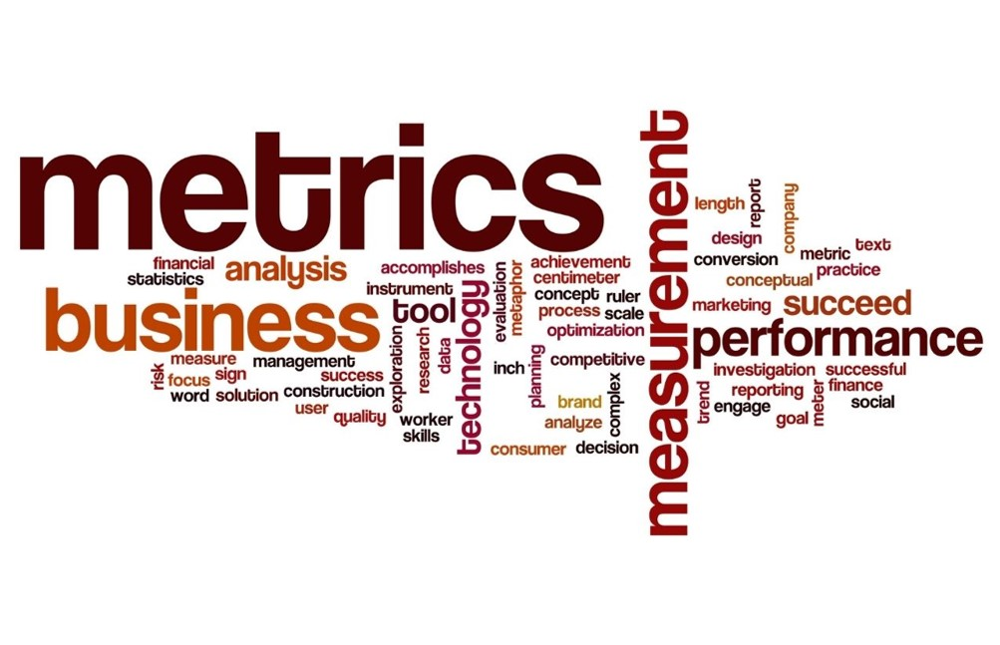 metrics
measurement
length
report
company
design
conversion
metric
text
practice
conceptual
financial
statistics
analysis
accomplishes
instrument
evaluation
metaphor
achievement
centimeter
concept
ruler
process
scale
optimization
marketing
succeed
business
tool
technology
performance
measure
management
risk
focus
sign
success
word
solution
construction
user
quality
exploration
research
data
worker
skills
inch
planning
competitive
brand
analyze
complex
consumer
decision
investigation
successful
trend
reporting
meter
finance
engage
goal
social